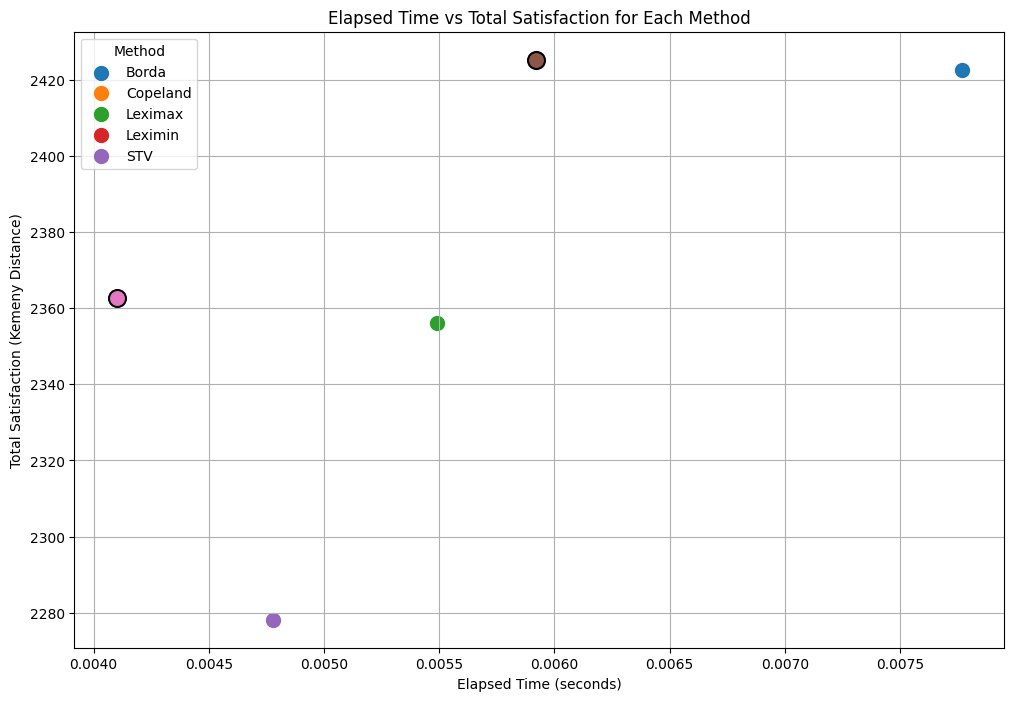 Elapsed Time vs Total Satisfaction for Each Method
Method
Borda
Copeland
Leximax
Leximin
STV
Total Satisfaction (Kemeny Distance)
2420
2400
2380
2360
2340
2320
2300
2280
0.0040
0.0045
0.0050
0.0055
0.0060
0.0065
0.0070
0.0075
Elapsed Time (seconds)